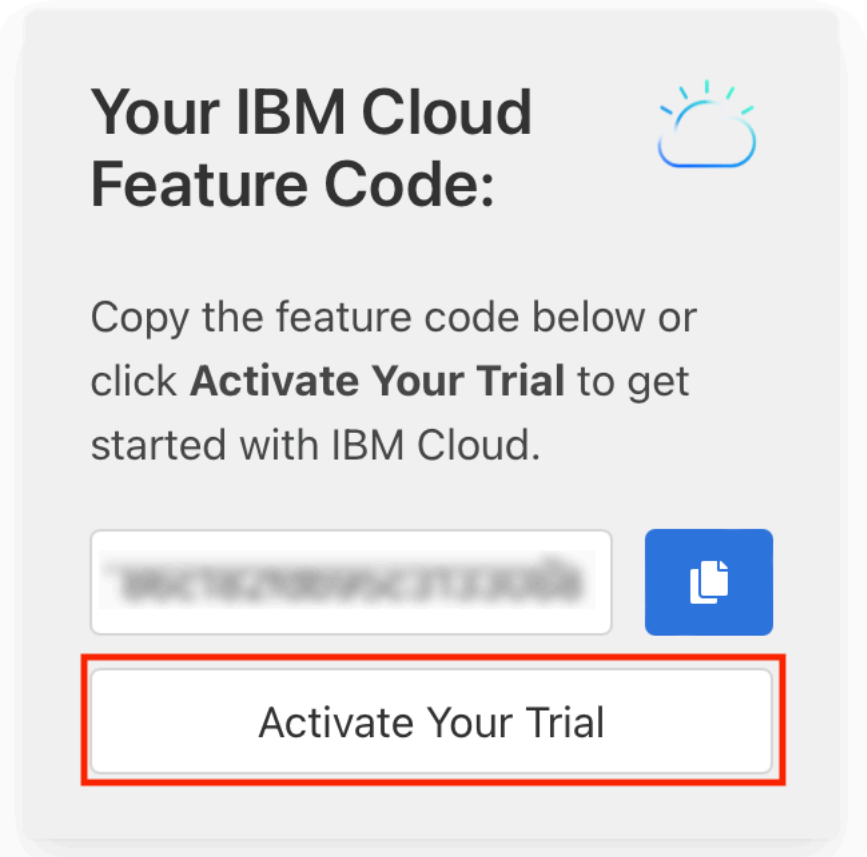 Your IBM Cloud
Feature Code:
Copy the feature code below or
click Activate Your Trial to get
started with IBM Cloud.
Activate Your Trial